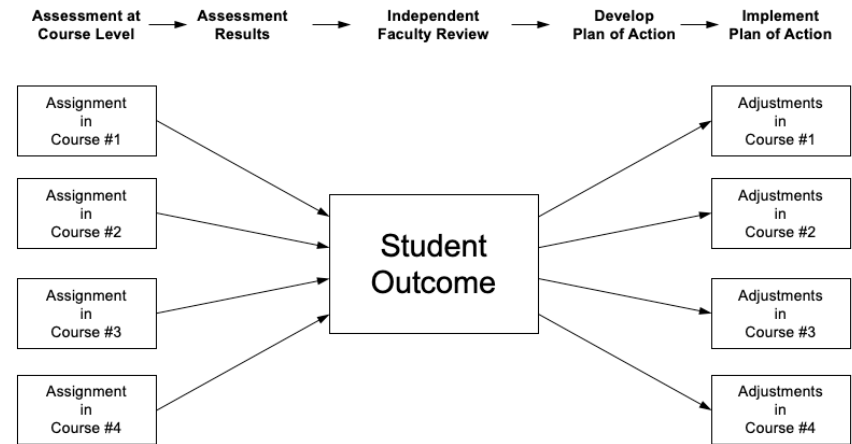 Assessment at
Course Level
Assessment
Results
Independent
Faculty Review
Develop
Plan of Action
Implement
Plan of Action
Assignment
in
Course #1
Assignment
in
Course #2
Assignment
in
Course #3
Assignment
in
Course #4
Student
Outcome
Adjustments
in
Course #1
Adjustments
in
Course #2
Adjustments
in
Course #3
Adjustments
in
Course #4